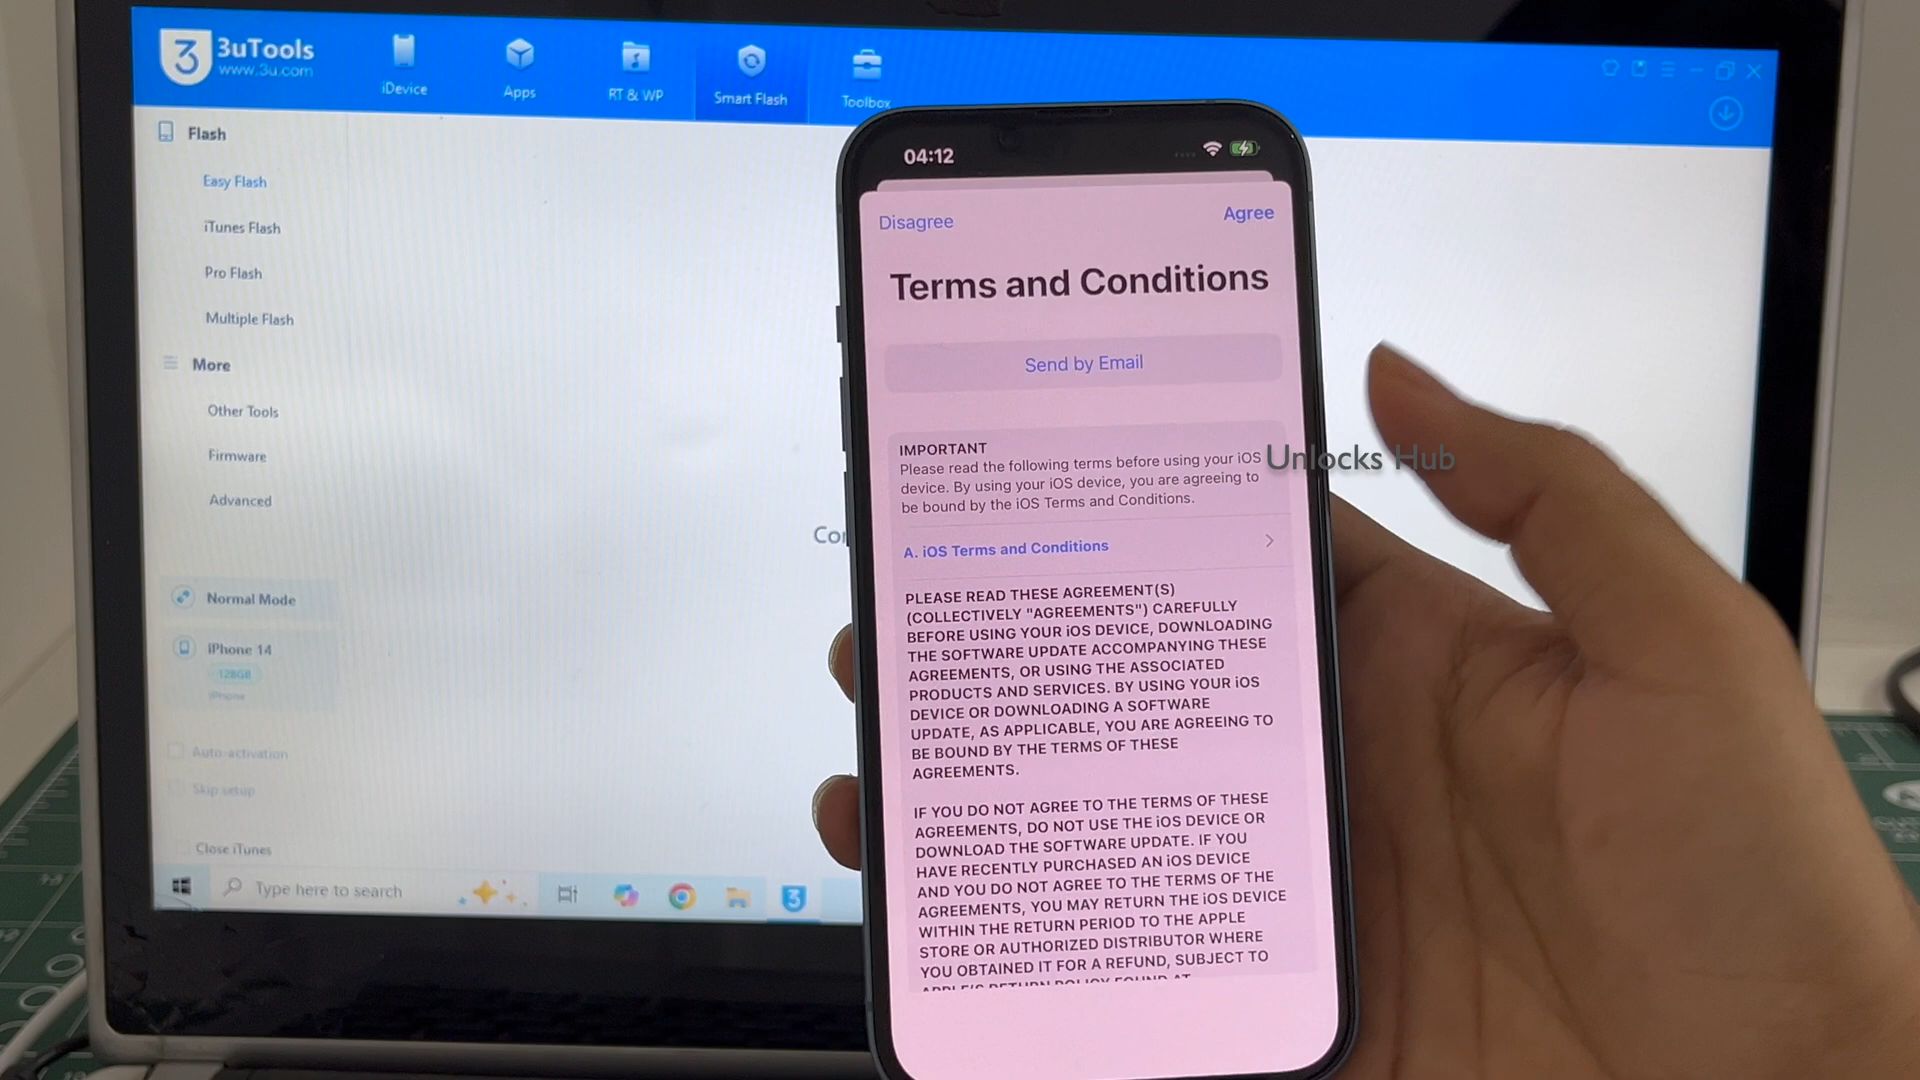 3
3uTools
www.3u.com
iDevice
Apps
RT & WP
Smart Flash
Toolbox
Flash
Easy Flash
iTunes Flash
Pro Flash
Multiple Flash
More
Other Tools
Firmware
Advanced
Normal Mode
iPhone 14
128GB
iPhone
Auto-activation
Skip setup
Close iTunes
Type here to search
3
04:12
Disagree
Agree
Terms and Conditions
Send by Email
IMPORTANT
Please read the following terms before using your iOS
device. By using your iOS device, you are agreeing to
be bound by the iOS Terms and Conditions.
A. iOS Terms and Conditions
PLEASE READ THESE AGREEMENT(S)
(COLLECTIVELY "AGREEMENTS") CAREFULLY
BEFORE USING YOUR iOS DEVICE, DOWNLOADING
THE SOFTWARE UPDATE ACCOMPANYING THESE
AGREEMENTS, OR USING THE ASSOCIATED
PRODUCTS AND SERVICES. BY USING YOUR iOS
DEVICE OR DOWNLOADING A SOFTWARE
UPDATE, AS APPLICABLE, YOU ARE AGREEING TO
BE BOUND BY THE TERMS OF THESE
AGREEMENTS.
IF YOU DO NOT AGREE TO THE TERMS OF THESE
AGREEMENTS, DO NOT USE THE iOS DEVICE OR
DOWNLOAD THE SOFTWARE UPDATE. IF YOU
HAVE RECENTLY PURCHASED AN iOS DEVICE
AND YOU DO NOT AGREE TO THE TERMS OF THE
AGREEMENTS, YOU MAY RETURN THE iOS DEVICE
WITHIN THE RETURN PERIOD TO THE APPLE
STORE OR AUTHORIZED DISTRIBUTOR WHERE
YOU OBTAINED IT FOR A REFUND, SUBJECT TO
APPLE'S RETURN POLICY FOUND AT
Unlocks Hub